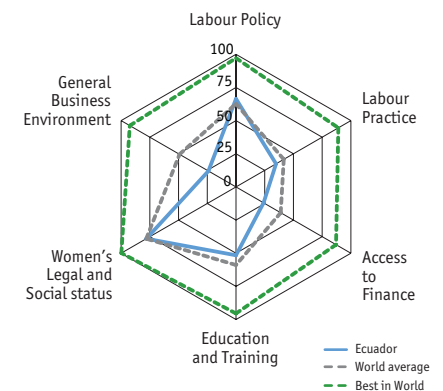 Labour Policy
100
75
50
25
0
General
Business
Environment
Labour
Practice
Women's
Legal and
Social status
Access
to
Finance
Education
and Training
Ecuador
World average
Best in World